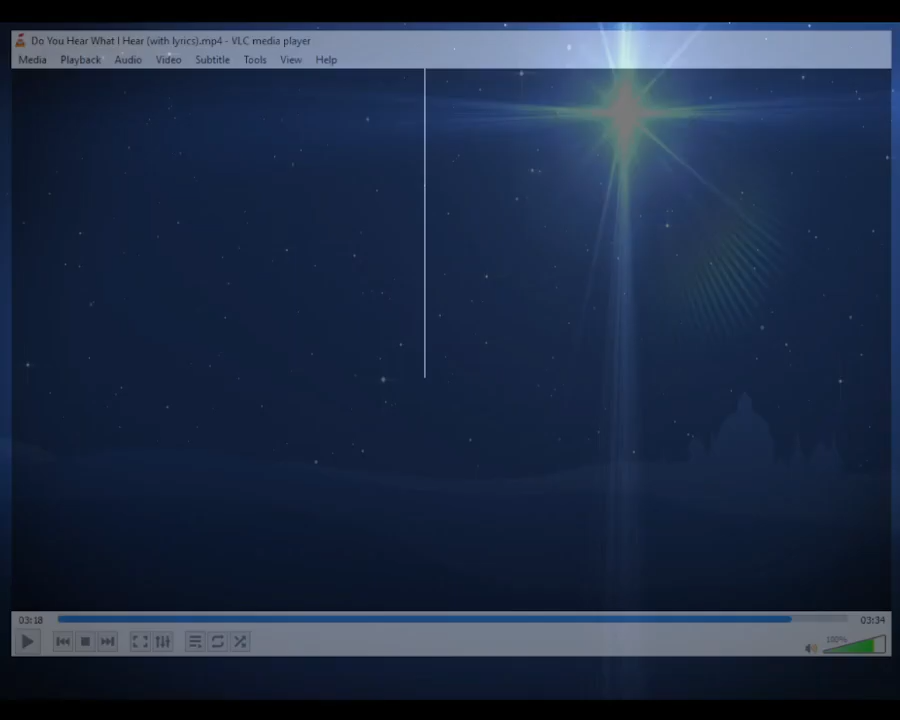 Do You Hear What I Hear (with lyrics).mp4 - VLC media player
Media Playback Audio Video Subtitle Tools View Help
03:18 03:34
100%